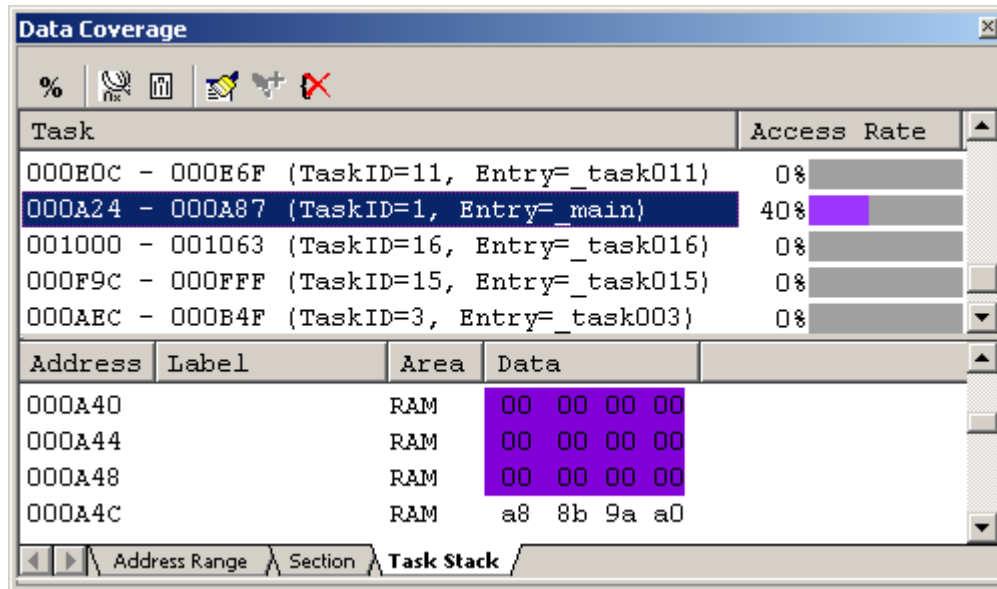 Data Coverage
%
Task Access Rate
000E0C - 000E6F (TaskID=11, Entry=_task011) 0%
000A24 - 000A87 (TaskID=1, Entry=_main) 40%
001000 - 001063 (TaskID=16, Entry=_task016) 0%
000F9C - 000FFF (TaskID=15, Entry=_task015) 0%
000AEC - 000B4F (TaskID=3, Entry=_task003) 0%
Address Label Area Data
000A40 RAM 00 00 00 00
000A44 RAM 00 00 00 00
000A48 RAM 00 00 00 00
000A4C RAM a8 8b 9a a0
Address Range Section Task Stack